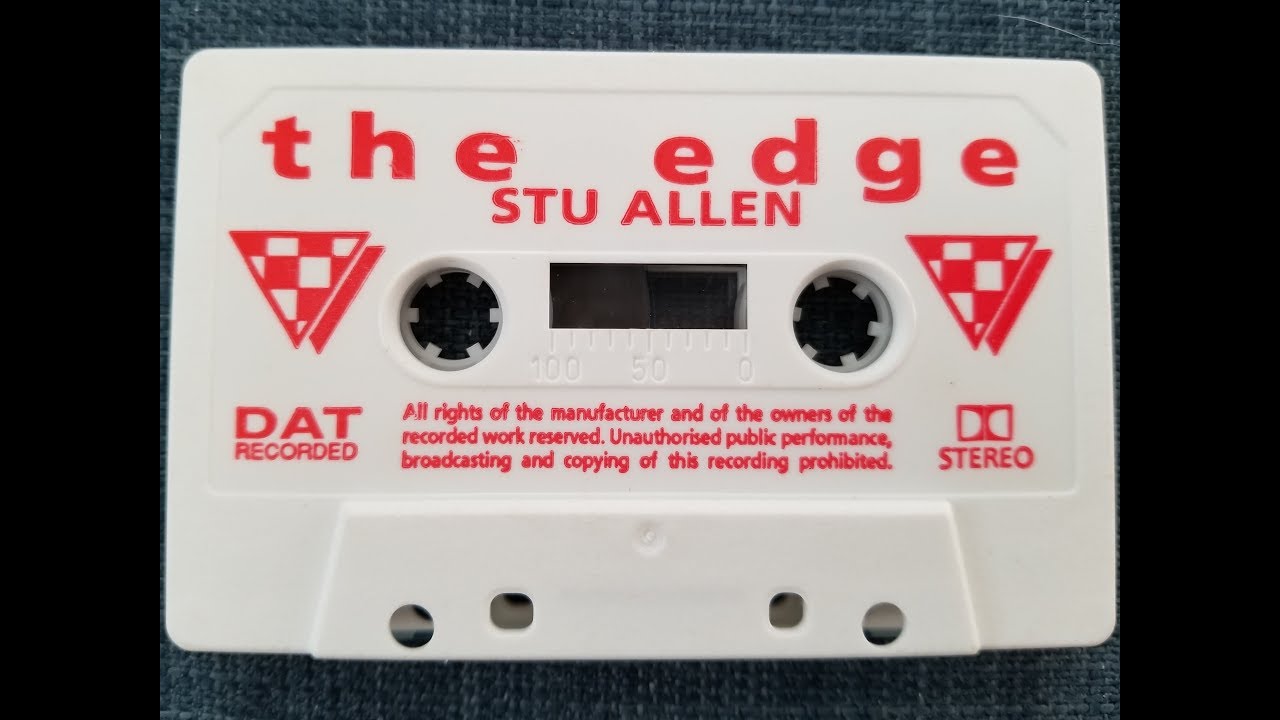 the edge
STU ALLEN
100 50 0
DAT
RECORDED
All rights of the manufacturer and of the owners of the
recorded work reserved. Unauthorised public performance,
broadcasting and copying of this recording prohibited.
STEREO